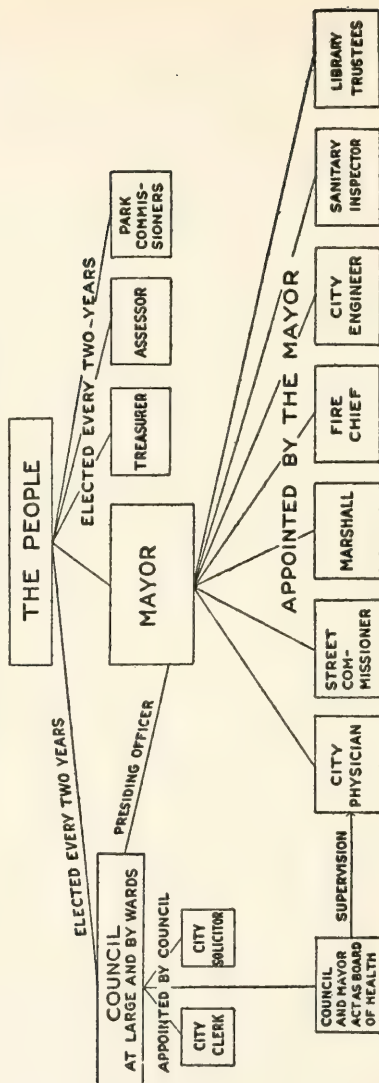 THE PEOPLE
ELECTED EVERY TWO YEARS
ELECTED EVERY TWO-YEARS
COUNCIL
AT LARGE AND BY WARDS
PRESIDING OFFICER
MAYOR
TREASURER
ASSESSOR
PARK
COMMIS-
SIONERS
APPOINTED BY COUNCIL
CITY
CLERK
CITY
SOLICITOR
APPOINTED BY THE MAYOR
COUNCIL
AND MAYOR
ACT AS BOARD
OF HEALTH
SUPERVISION
CITY
PHYSICIAN
STREET
COM-
MISSIONER
MARSHALL
FIRE
CHIEF
CITY
ENGINEER
SANITARY
INSPECTOR
LIBRARY
TRUSTEES